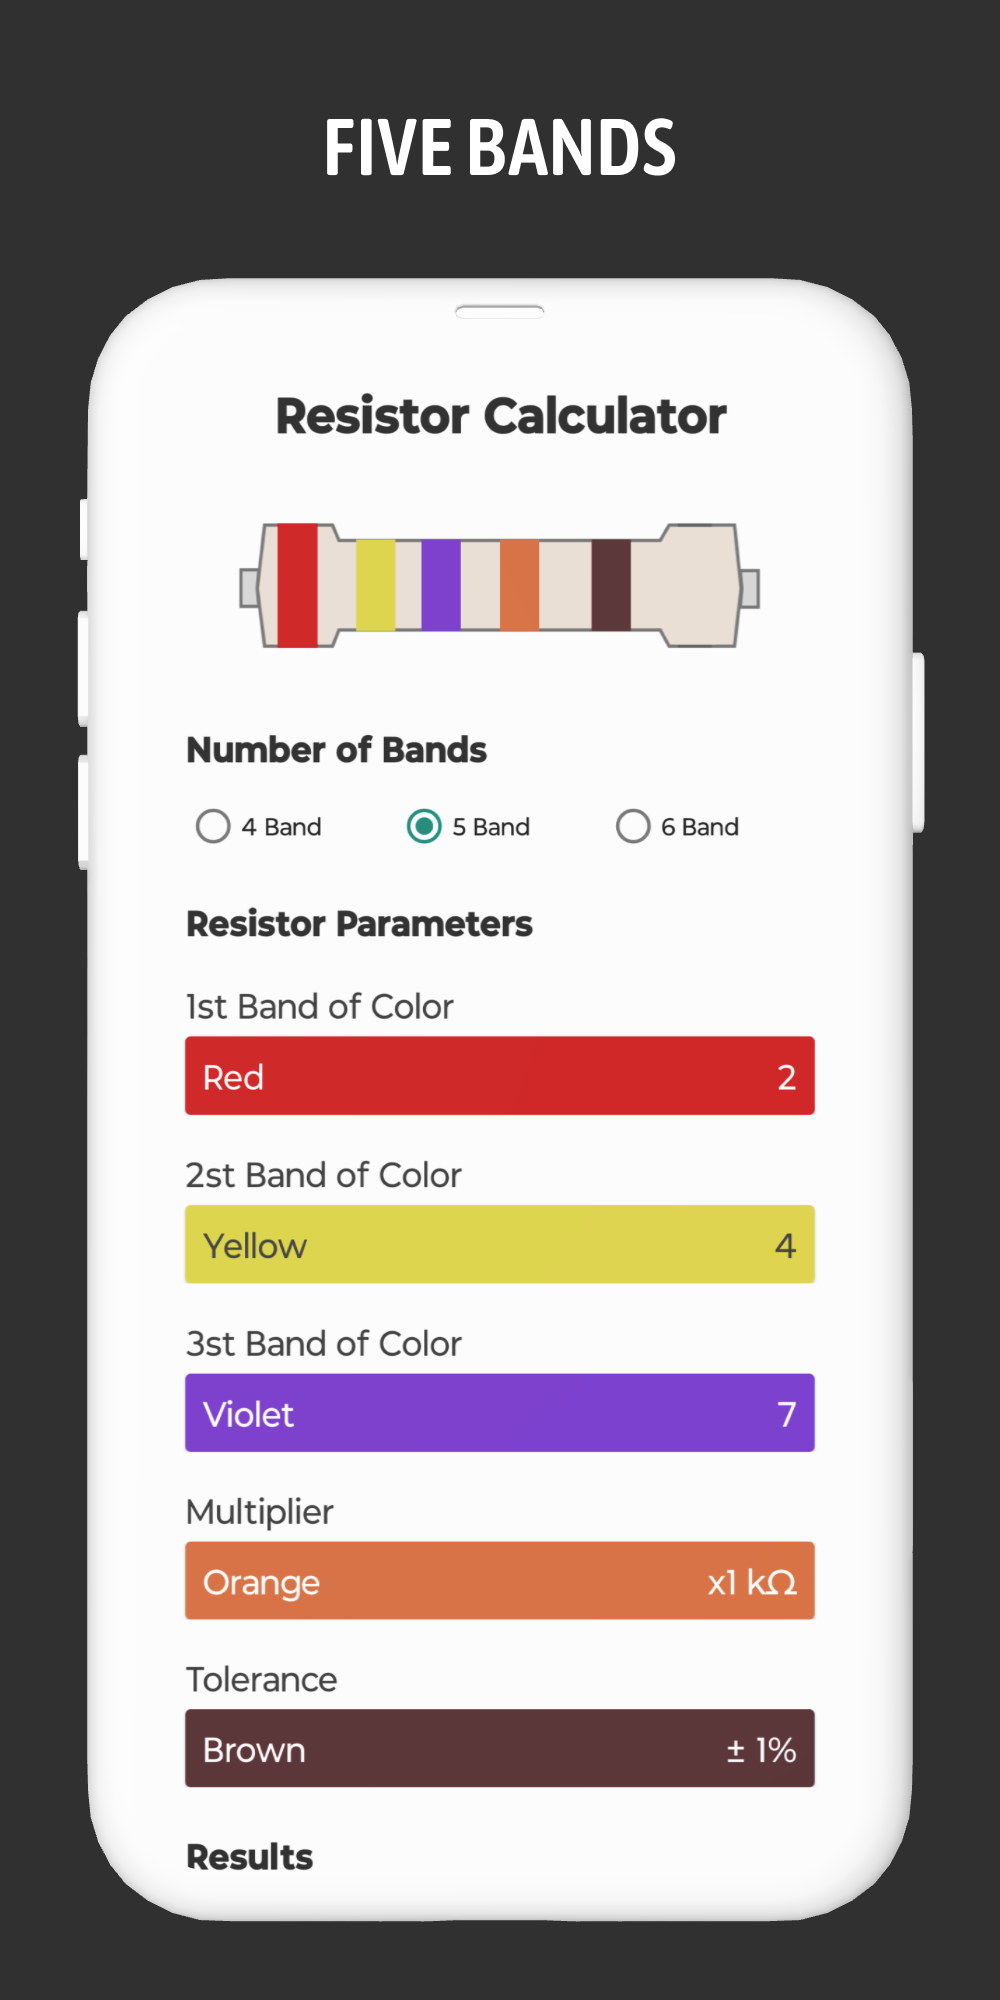 FIVE BANDS
Resistor Calculator
Number of Bands
4 Band 5 Band 6 Band
Resistor Parameters
1st Band of Color
Red 2
2st Band of Color
Yellow 4
3st Band of Color
Violet 7
Multiplier
Orange x1 kΩ
Tolerance
Brown ± 1%
Results